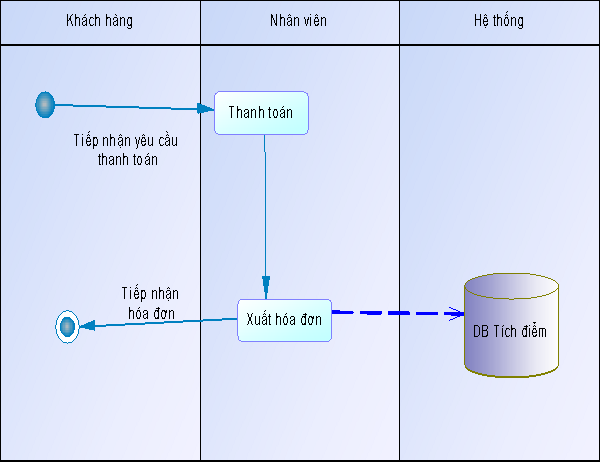 Khách hàng
Nhân viên
Hệ thống
Thanh toán
Tiếp nhận yêu cầu
thanh toán
Tiếp nhận
hóa đơn
Xuất hóa đơn
DB Tích điểm